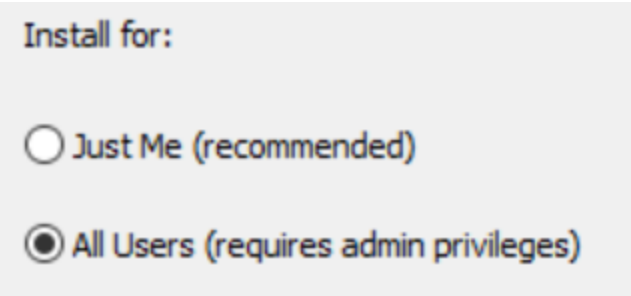 Install for:
Just Me (recommended)
All Users (requires admin privileges)